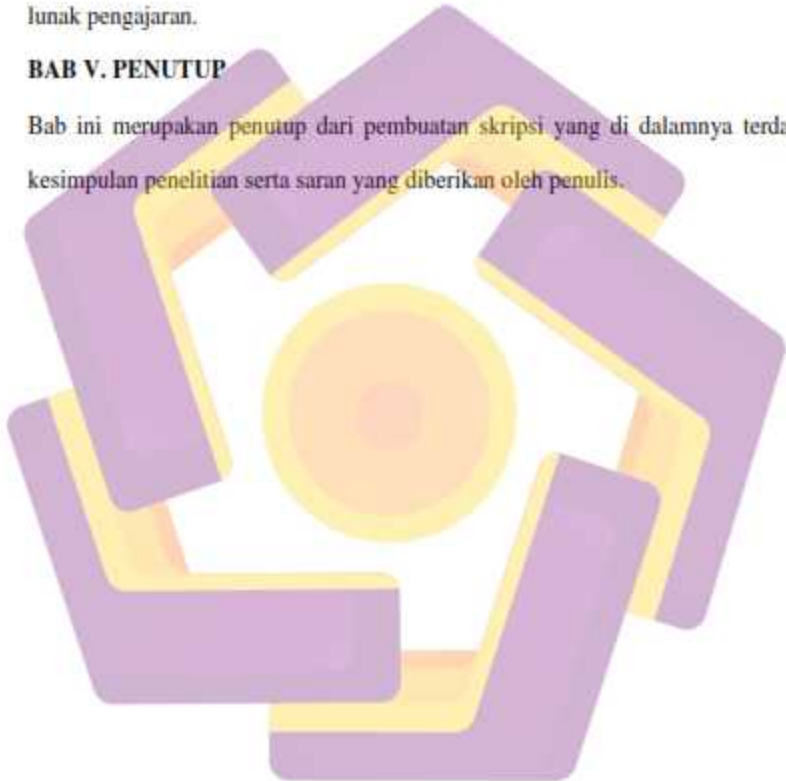 lunak pengajaran.
BAB V. PENUTUP
Bab ini merupakan penutup dari pembuatan skripsi yang di dalamnya terda
kesimpulan penelitian serta saran yang diberikan oleh penulis.